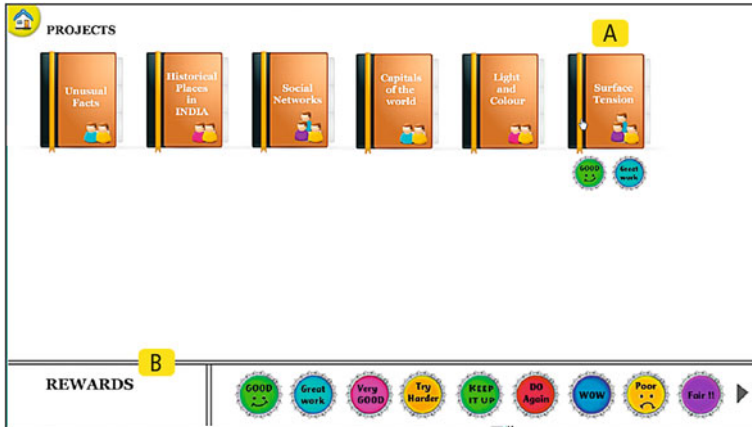 PROJECTS
A
Unusual
Facts
Historical
Places
in
INDIA
Social
Networks
Capitals
of the
world
Light
and
Colour
Surface
Tension
GOOD
Great
work
B
REWARDS
GOOD
Great
work
Very
GOOD
Try
Harder
KEEP
IT UP
DO
Again
WOW
Poor
Fair !!